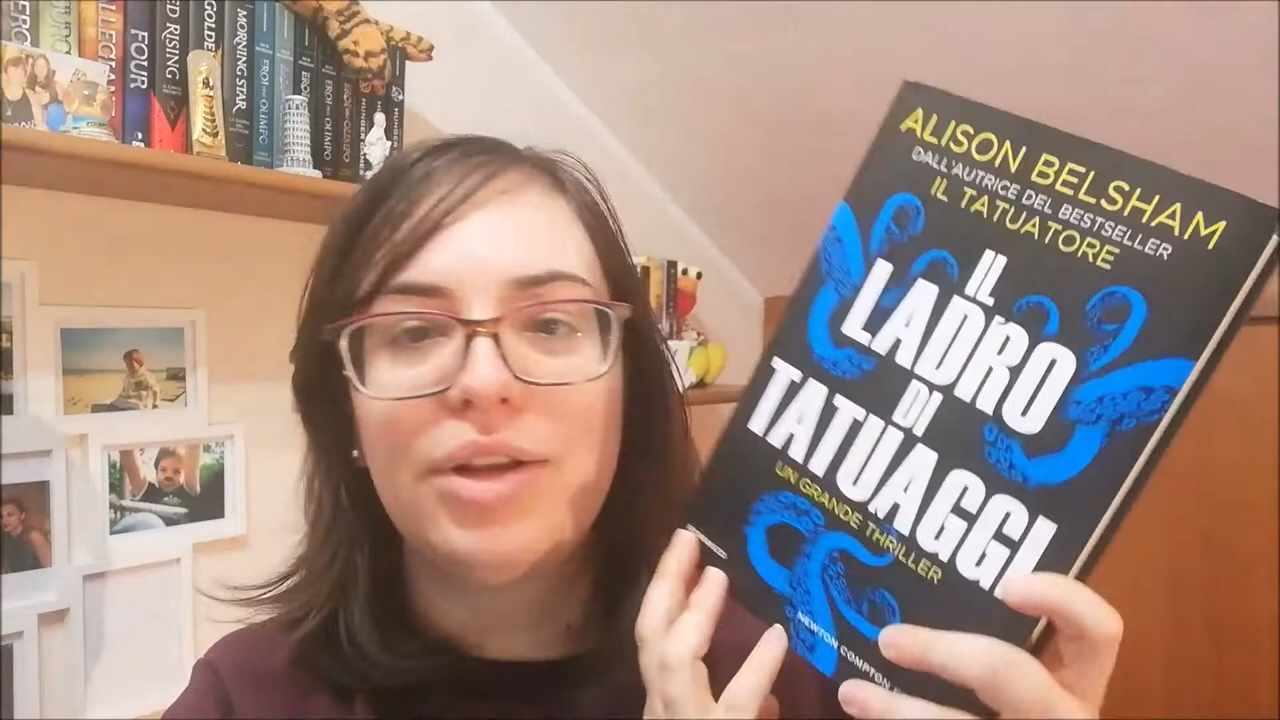 FOUR
RED RISING
GOLDEN
MORNING STAR
EROI DELL'OLIMPO
EROI DELL'OLIMPO
HUNGER GAMES
ALISON BELSHAM
DALL'AUTRICE DEL BESTSELLER
IL TATUATORE
IL
LADRO
DI
TATUAGGI
UN GRANDE THRILLER
NEWTON COMPTON